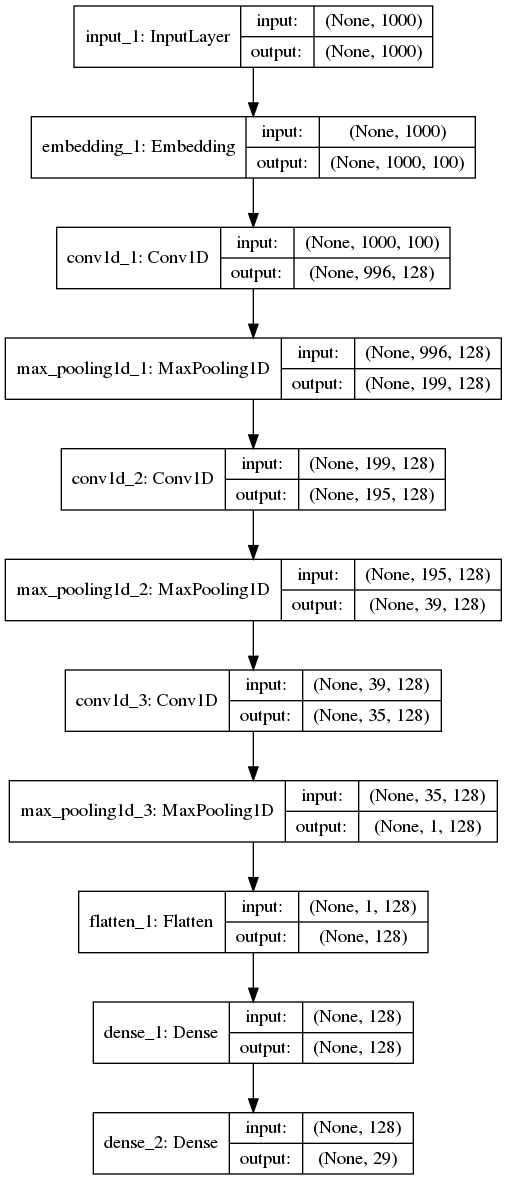 input_1: InputLayer
input: (None, 1000)
output: (None, 1000)
embedding_1: Embedding
input: (None, 1000)
output: (None, 1000, 100)
conv1d_1: Conv1D
input: (None, 1000, 100)
output: (None, 996, 128)
max_pooling1d_1: MaxPooling1D
input: (None, 996, 128)
output: (None, 199, 128)
conv1d_2: Conv1D
input: (None, 199, 128)
output: (None, 195, 128)
max_pooling1d_2: MaxPooling1D
input: (None, 195, 128)
output: (None, 39, 128)
conv1d_3: Conv1D
input: (None, 39, 128)
output: (None, 35, 128)
max_pooling1d_3: MaxPooling1D
input: (None, 35, 128)
output: (None, 1, 128)
flatten_1: Flatten
input: (None, 1, 128)
output: (None, 128)
dense_1: Dense
input: (None, 128)
output: (None, 128)
dense_2: Dense
input: (None, 128)
output: (None, 29)